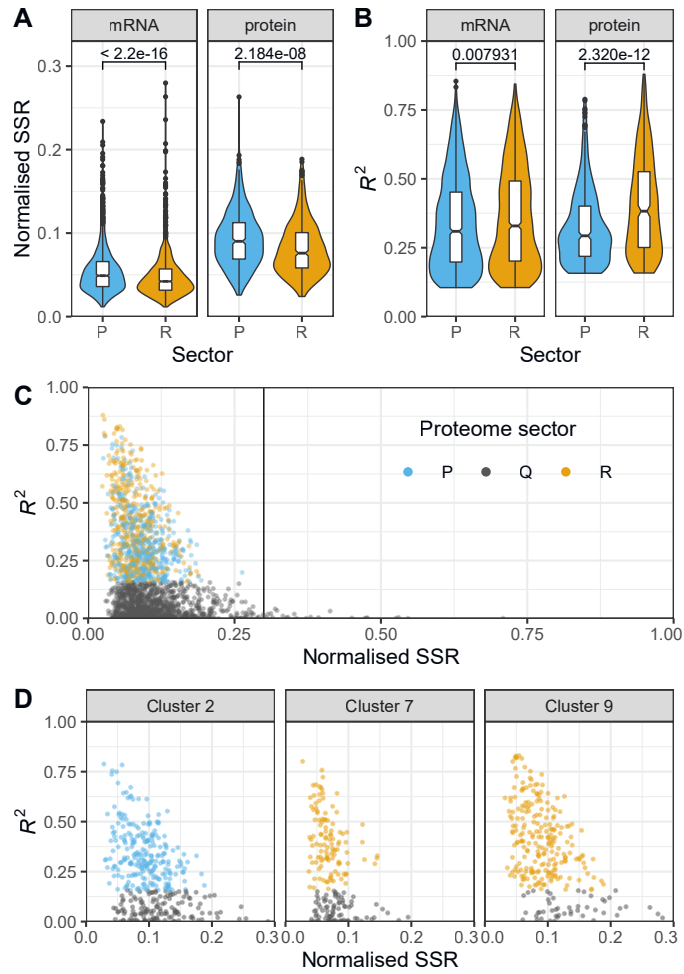 A
B
mRNA
protein
mRNA
protein
< 2.2e-16
2.184e-08
0.007931
2.320e-12
0.3
0.2
0.1
0.0
Normalised SSR
1.00
0.75
0.50
0.25
0.00
R²
P
R
P
R
P
R
P
R
Sector
Sector
C
1.00
0.75
0.50
0.25
0.00
R²
Proteome sector
P
Q
R
0.00
0.25
0.50
0.75
1.00
Normalised SSR
D
Cluster 2
Cluster 7
Cluster 9
1.00
0.75
0.50
0.25
0.00
R²
0.0
0.1
0.2
0.3
0.0
0.1
0.2
0.3
0.0
0.1
0.2
0.3
Normalised SSR